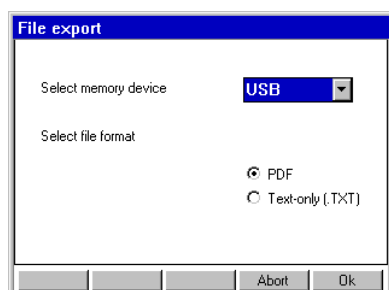 File export
Select memory device
USB
Select file format
PDF
Text-only (.TXT)
Abort
Ok